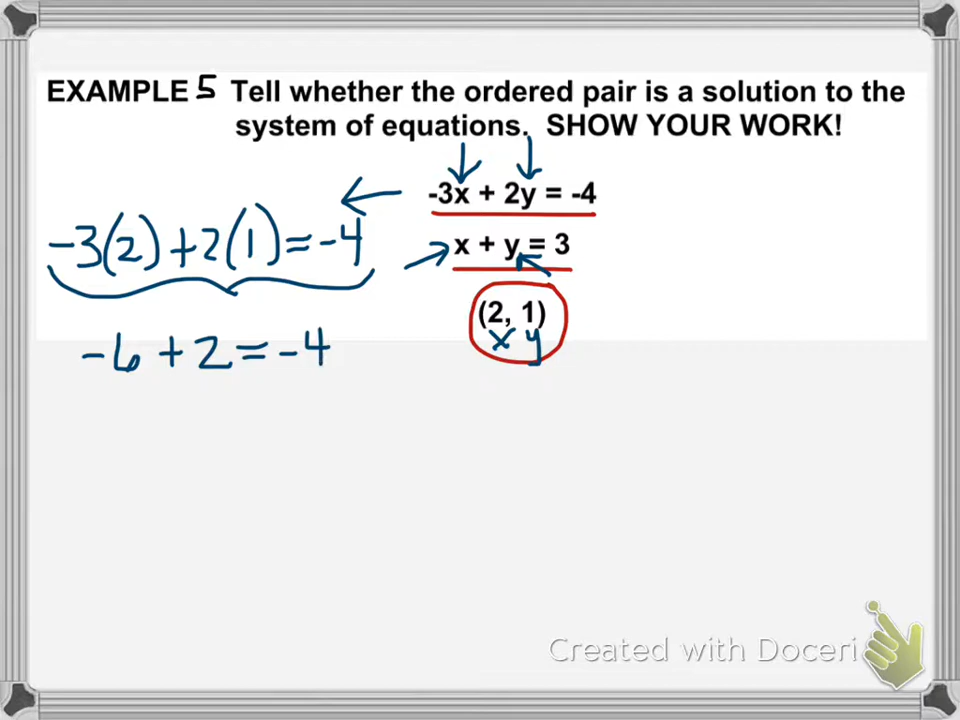 EXAMPLE 5 Tell whether the ordered pair is a solution to the
system of equations. SHOW YOUR WORK!
-3x + 2y = -4
-3(2)+2(1)=-4
x + y = 3
(2, 1)
x y
-6+2=-4
Created with Doceri